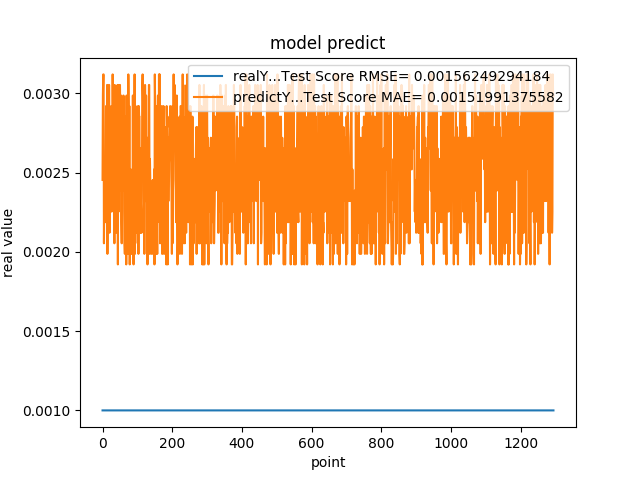 model predict
realY...Test Score RMSE= 0.00156249294184
predictY...Test Score MAE= 0.00151991375582
0.0030
0.0025
0.0020
0.0015
0.0010
real value
0 200 400 600 800 1000 1200
point